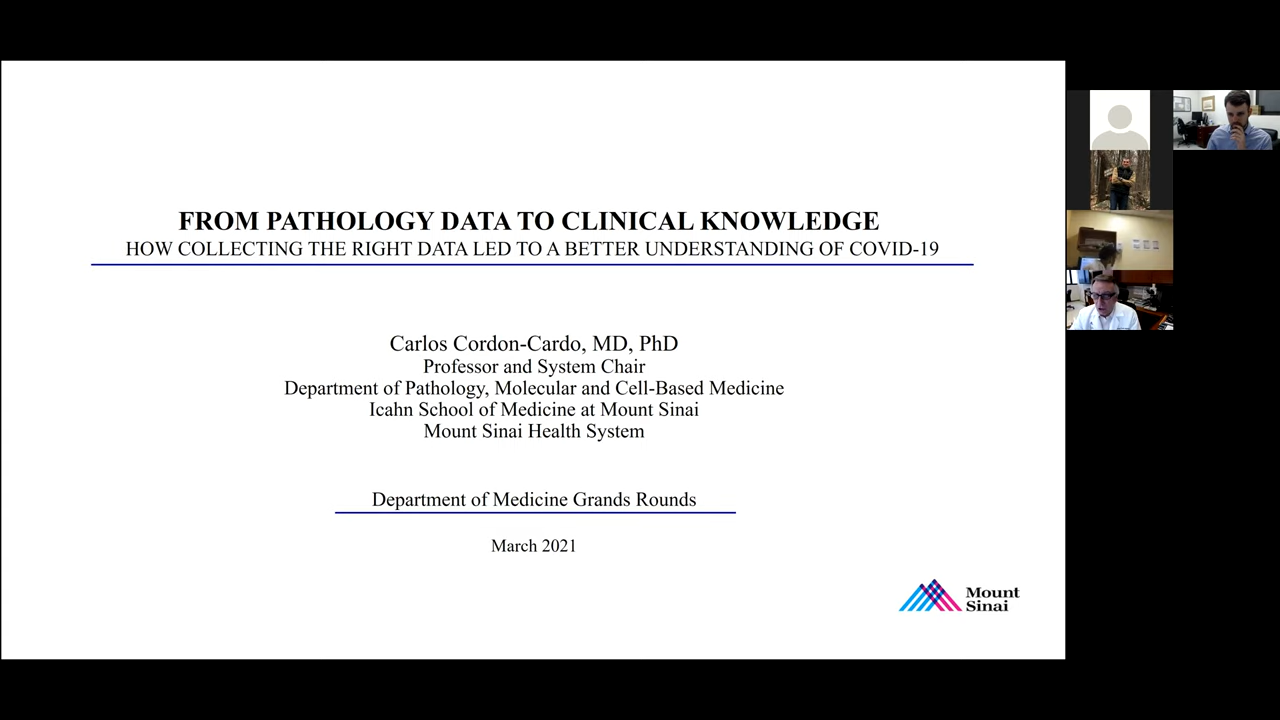 FROM PATHOLOGY DATA TO CLINICAL KNOWLEDGE
HOW COLLECTING THE RIGHT DATA LED TO A BETTER UNDERSTANDING OF COVID-19
Carlos Cordon-Cardo, MD, PhD
Professor and System Chair
Department of Pathology, Molecular and Cell-Based Medicine
Icahn School of Medicine at Mount Sinai
Mount Sinai Health System
Department of Medicine Grands Rounds
March 2021
Mount
Sinai